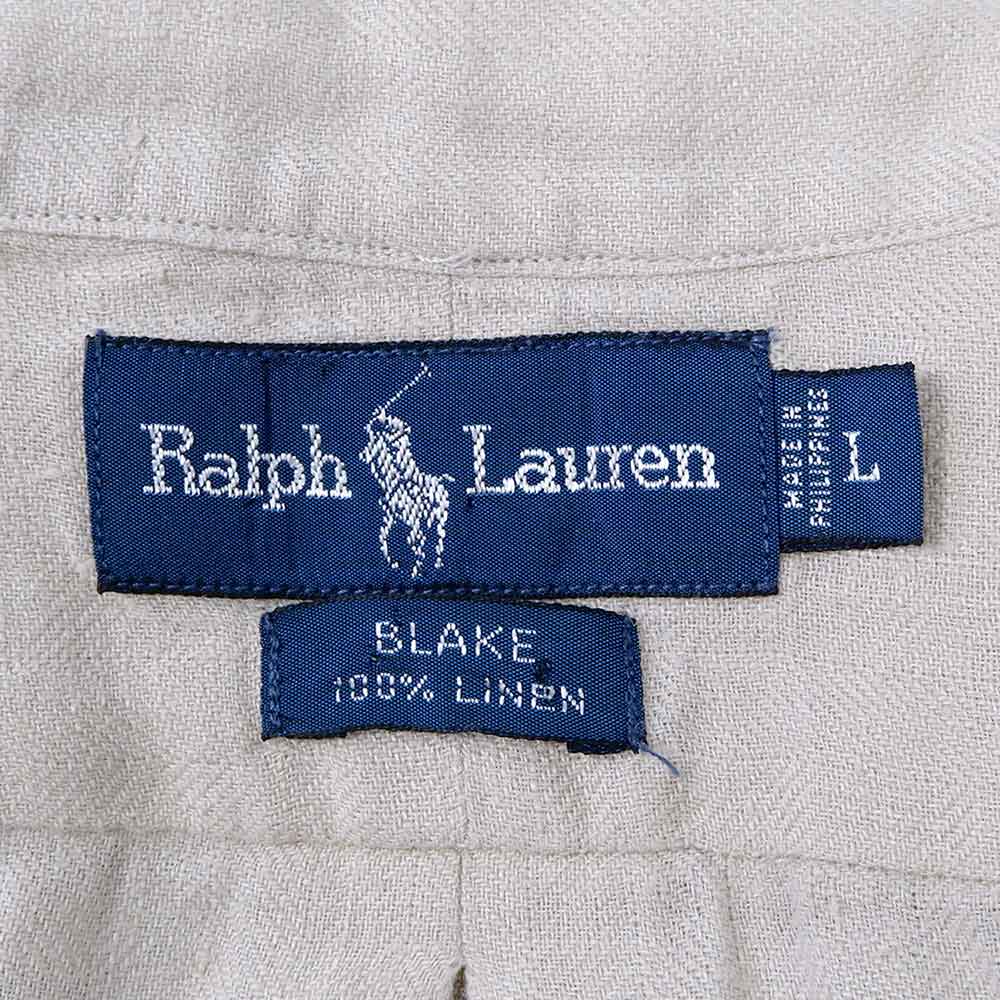 Ralph Lauren
MADE IN
PHILIPPINES
L
BLAKE
100% LINEN